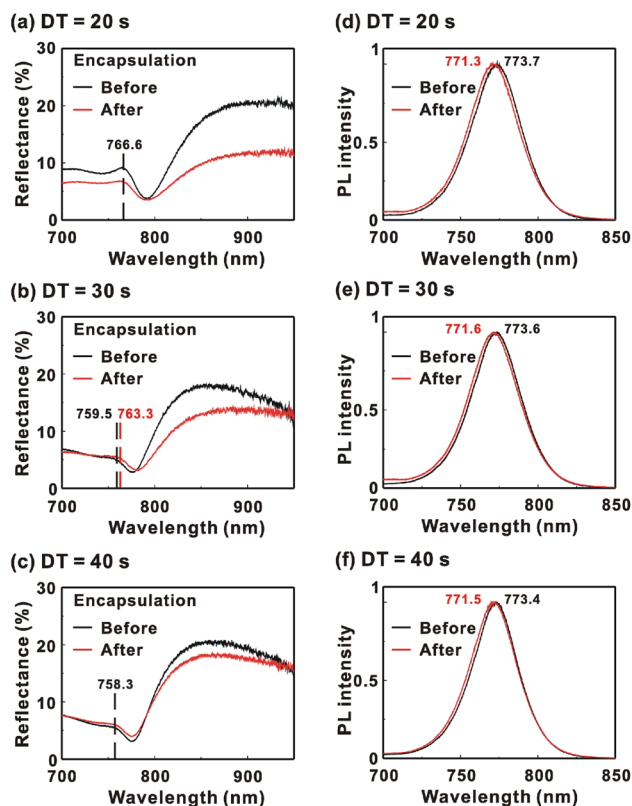 (a) DT = 20 s
30
20
10
0
Reflectance (%)
Encapsulation
Before
After
766.6
700 800 900
Wavelength (nm)
(d) DT = 20 s
1
0.5
0
PL intensity
771.3 773.7
Before
After
700 750 800 850
Wavelength (nm)
(b) DT = 30 s
30
20
10
0
Reflectance (%)
Encapsulation
Before
After
759.5 763.3
700 800 900
Wavelength (nm)
(e) DT = 30 s
1
0.5
0
PL intensity
771.6 773.6
Before
After
700 750 800 850
Wavelength (nm)
(c) DT = 40 s
30
20
10
0
Reflectance (%)
Encapsulation
Before
After
758.3
700 800 900
Wavelength (nm)
(f) DT = 40 s
1
0.5
0
PL intensity
771.5 773.4
Before
After
700 750 800 850
Wavelength (nm)